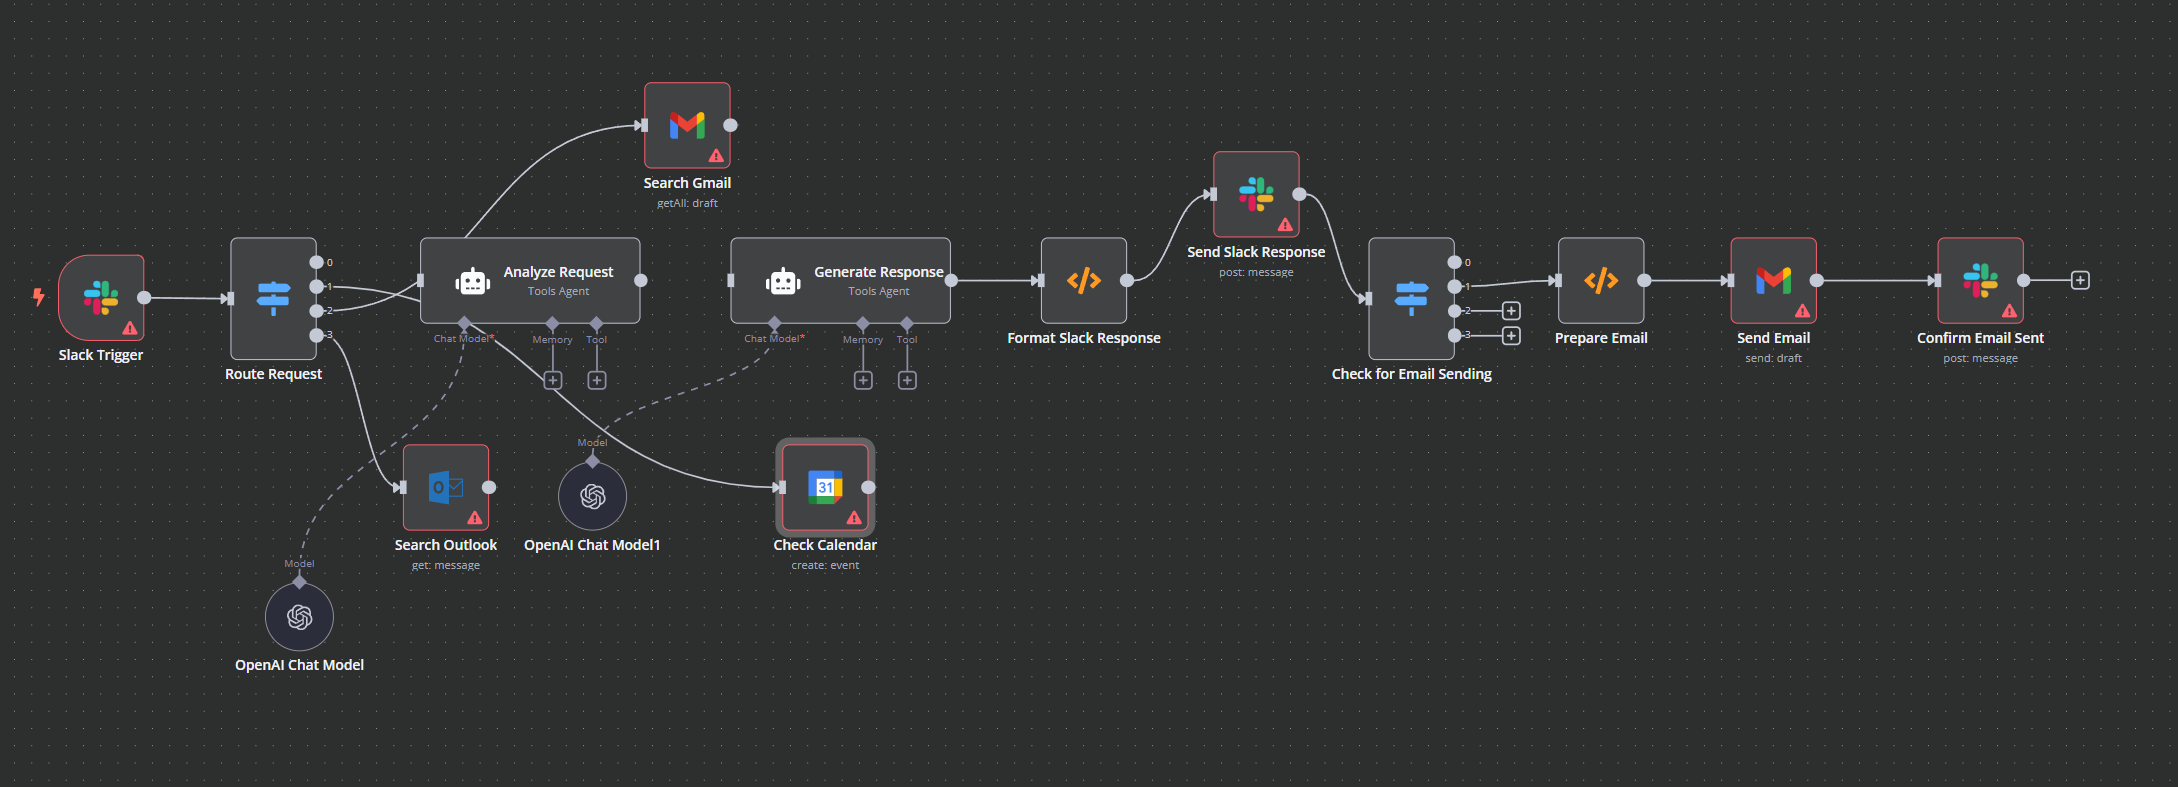 Search Gmail
getAll: draft
Slack Trigger
0
1
2
3
Route Request
Analyze Request
Tools Agent
Chat Model*
Memory
Tool
Generate Response
Tools Agent
Chat Model*
Memory
Tool
Format Slack Response
Send Slack Response
post: message
0
1
2
3
Check for Email Sending
Prepare Email
Send Email
send: draft
Confirm Email Sent
post: message
Search Outlook
get: message
Model
OpenAI Chat Model1
31
Check Calendar
create: event
Model
OpenAI Chat Model